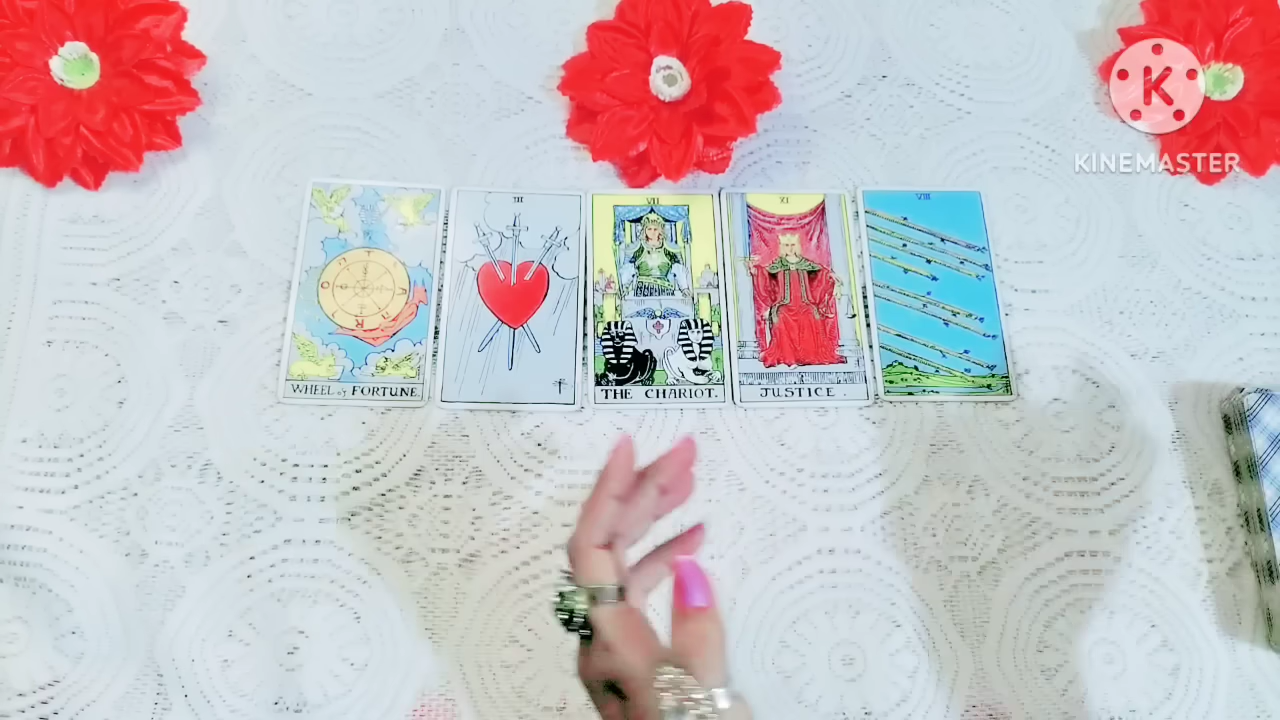 K
KINEMASTER
III
VII
XI
VIII
WHEEL of FORTUNE.
THE CHARIOT.
JUSTICE.